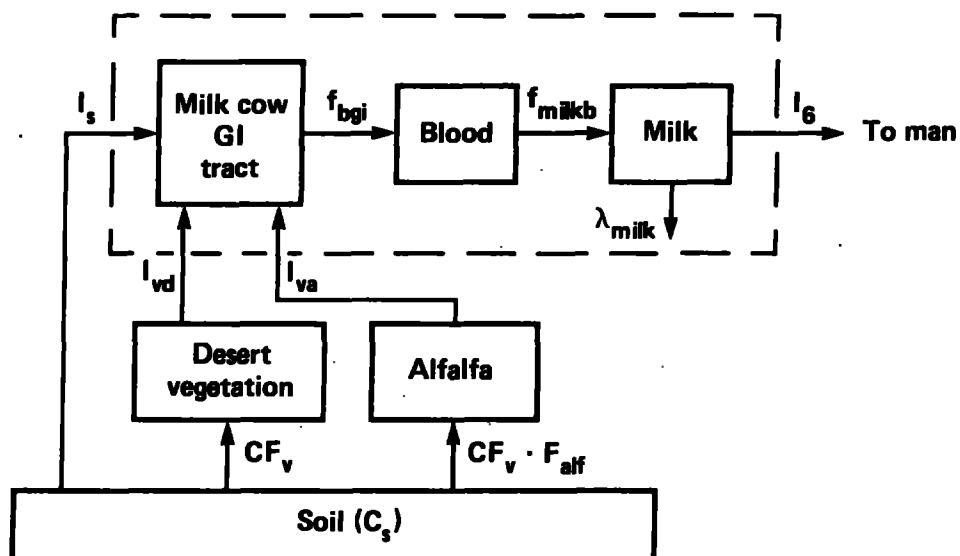 I_s
Milk cow
GI
tract
f_bgi
Blood
f_milkb
Milk
I_6
To man
λ_milk
I_vd
I_va
Desert
vegetation
Alfalfa
CF_v
CF_v · F_alf
Soil (C_s)